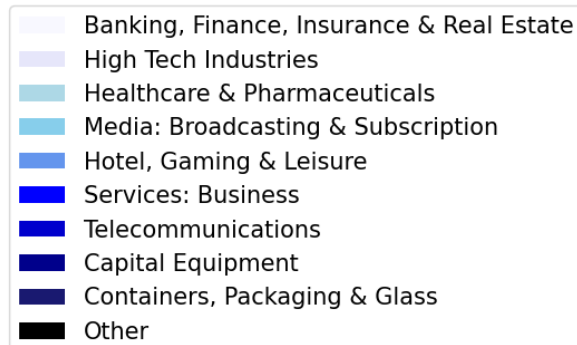 Banking, Finance, Insurance & Real Estate
High Tech Industries
Healthcare & Pharmaceuticals
Media: Broadcasting & Subscription
Hotel, Gaming & Leisure
Services: Business
Telecommunications
Capital Equipment
Containers, Packaging & Glass
Other